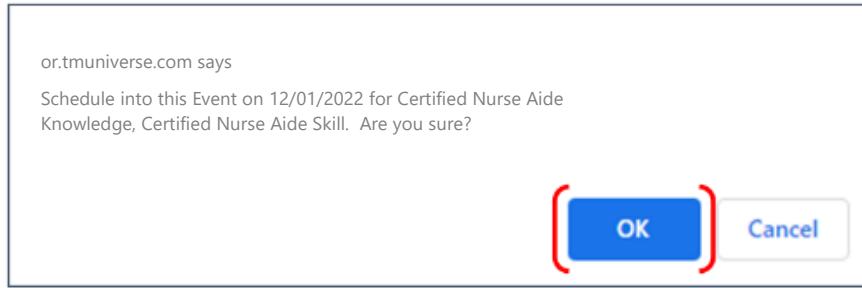 or.tmuniverse.com says
Schedule into this Event on 12/01/2022 for Certified Nurse Aide
Knowledge, Certified Nurse Aide Skill.  Are you sure?
OK
Cancel